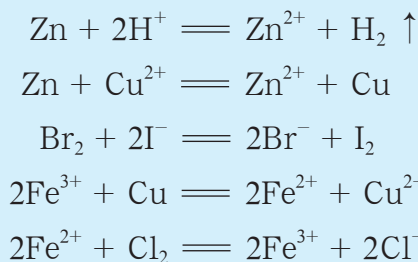 Zn + 2H⁺ == Zn²⁺ + H₂ ↑
Zn + Cu²⁺ == Zn²⁺ + Cu
Br₂ + 2I⁻ == 2Br⁻ + I₂
2Fe³⁺ + Cu == 2Fe²⁺ + Cu²⁻
2Fe²⁺ + Cl₂ == 2Fe³⁺ + 2Cl⁻